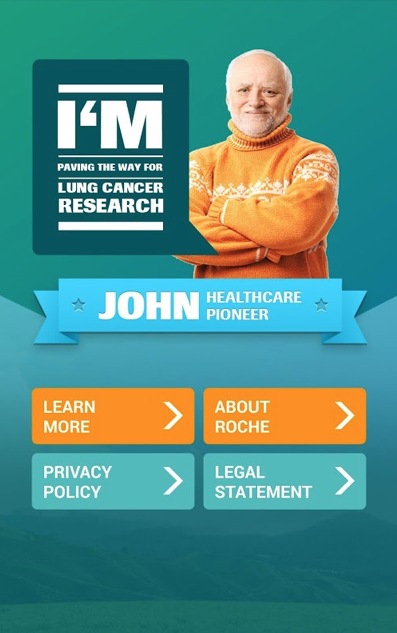 I'M
PAVING THE WAY FOR
LUNG CANCER
RESEARCH
JOHN HEALTHCARE
PIONEER
LEARN
MORE
ABOUT
ROCHE
PRIVACY
POLICY
LEGAL
STATEMENT